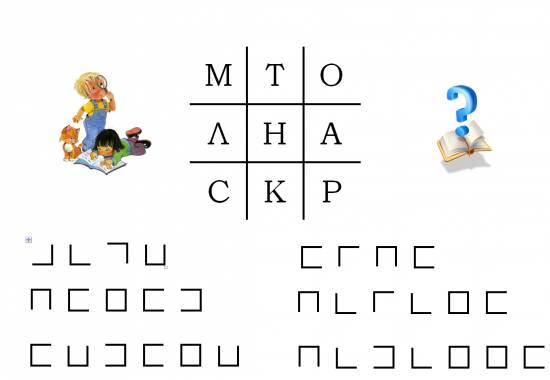 М Т О
Л Н А
С К Р